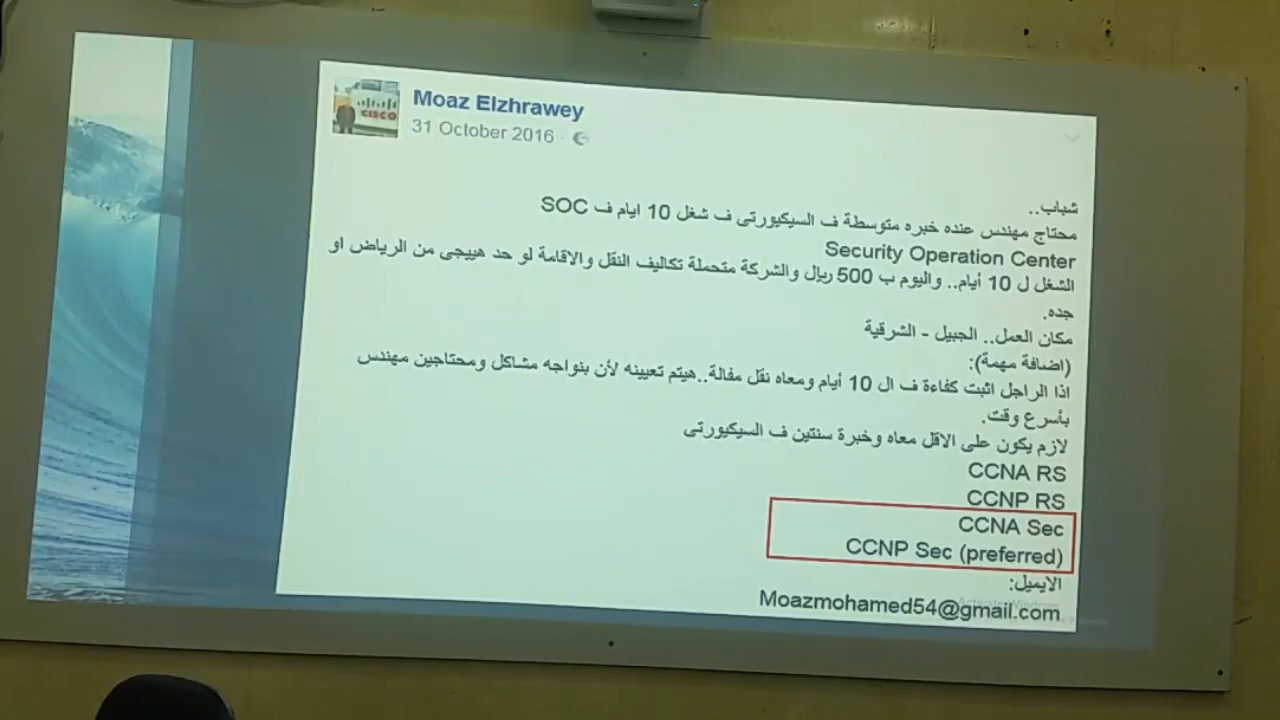 CISCO
Moaz Elzhrawey
31 October 2016
شباب..
محتاج مهندس عنده خبره متوسطة ف السيكيورتى ف شغل 10 ايام ف SOC
Security Operation Center
الشغل ل 10 أيام.. واليوم ب 500 ريال والشركة متحملة تكاليف النقل والاقامة لو حد هييجى من الرياض او
جده.
مكان العمل.. الجبيل - الشرقية
(اضافة مهمة):
اذا الراجل اثبت كفاءة ف ال 10 أيام ومعاه نقل مفالة..هيتم تعيينه لأن بنواجه مشاكل ومحتاجين مهندس
بأسرع وقت.
لازم يكون على الاقل معاه وخبرة سنتين ف السيكيورتى
CCNA RS
CCNP RS
CCNA Sec
CCNP Sec (preferred)
الايميل:
Moazmohamed54@gmail.com